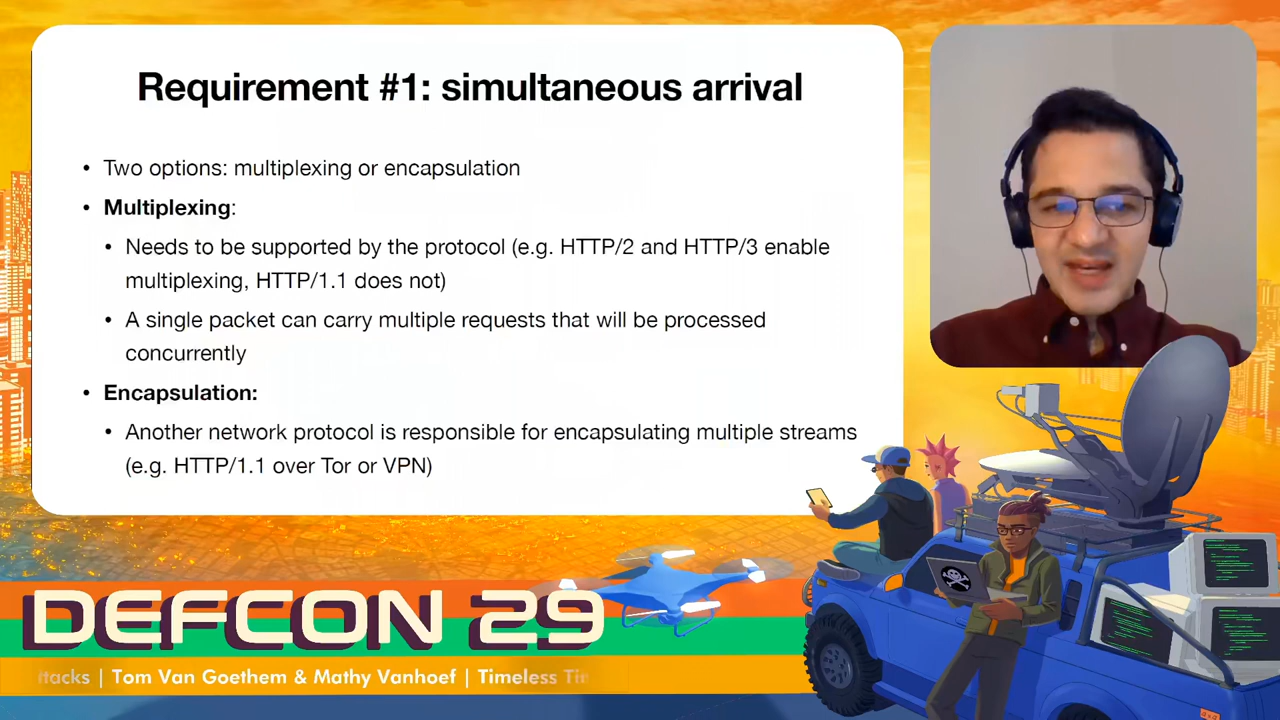 Requirement #1: simultaneous arrival
• Two options: multiplexing or encapsulation
• Multiplexing:
• Needs to be supported by the protocol (e.g. HTTP/2 and HTTP/3 enable
multiplexing, HTTP/1.1 does not)
• A single packet can carry multiple requests that will be processed
concurrently
• Encapsulation:
• Another network protocol is responsible for encapsulating multiple streams
(e.g. HTTP/1.1 over Tor or VPN)
DEFCON 29
ttacks | Tom Van Goethem & Mathy Vanhoef | Timeless Tin